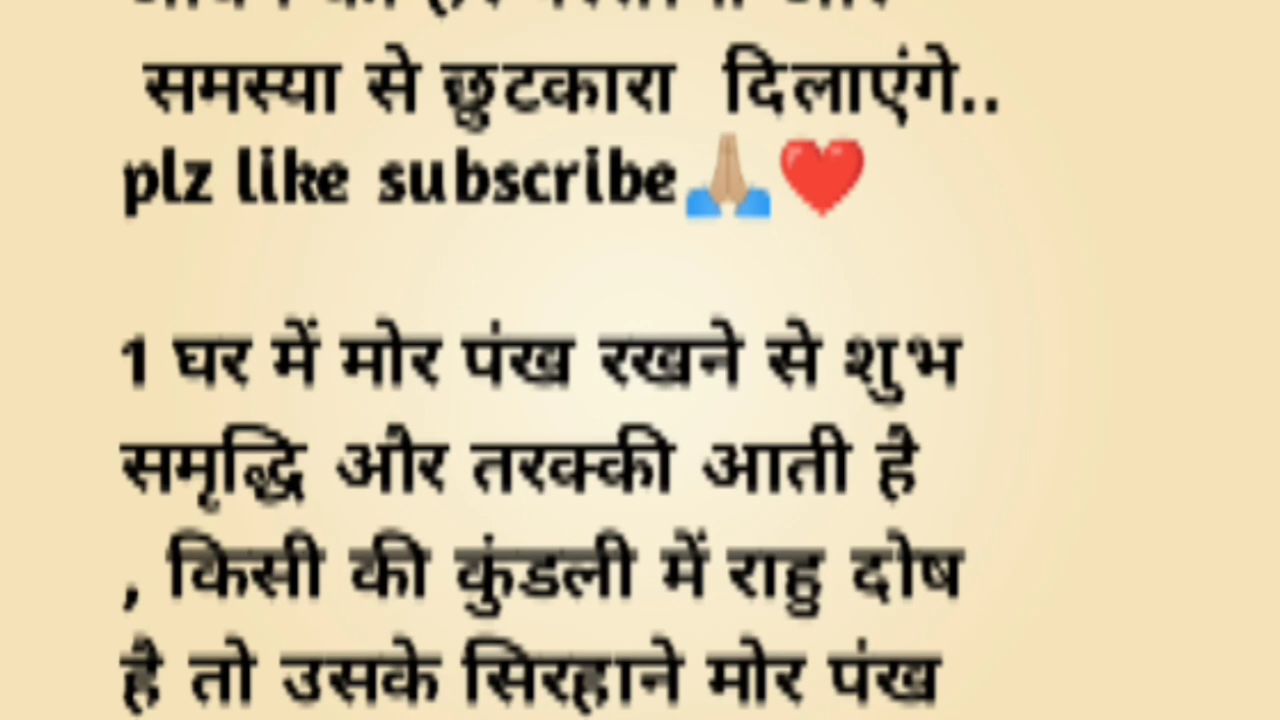 समस्या से छुटकारा दिलाएंगे..
plz like subscribe🙏🏼❤️
1 घर में मोर पंख रखने से शुभ
समृद्धि और तरक्की आती है
, किसी की कुंडली में राहु दोष
है तो उसके सिरहाने मोर पंख